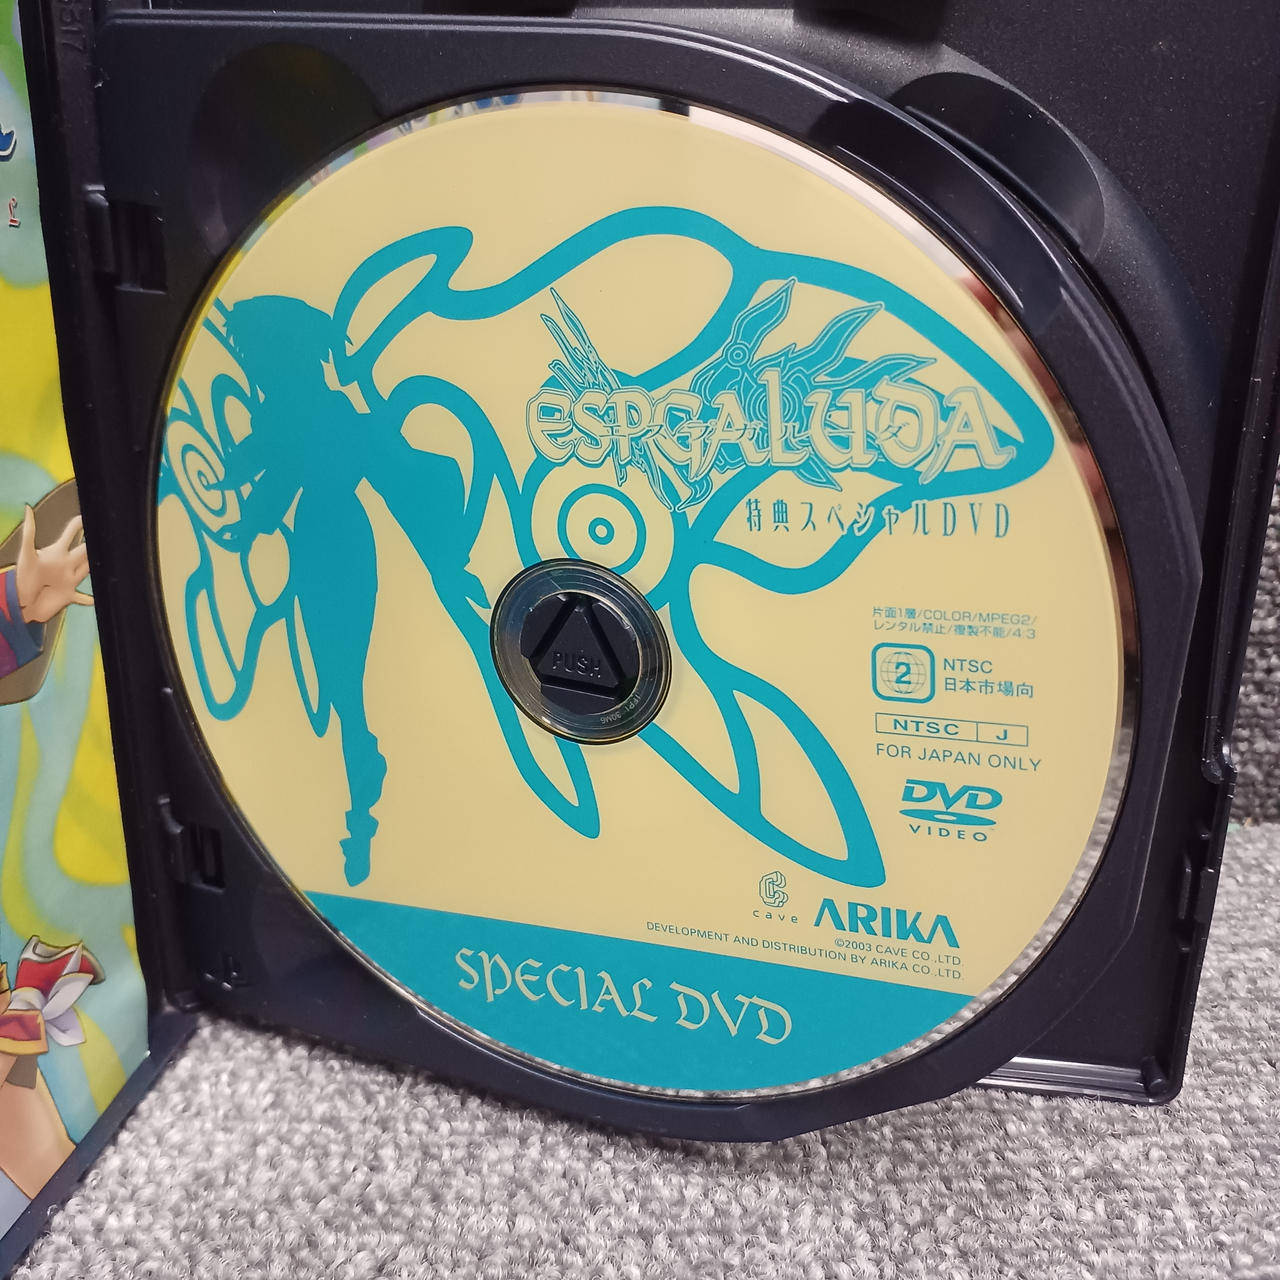 ESPGALUDA
エスプガルーダ
特典スペシャルDVD
片面1層/COLOR/MPEG2/
レンタル禁止/複製不能/4:3
2
NTSC
日本市場向
NTSC J
FOR JAPAN ONLY
DVD
VIDEO
PUSH
IFPI
cave
ARIKA
©2003 CAVE CO.,LTD.
DEVELOPMENT AND DISTRIBUTION BY ARIKA CO.,LTD.
SPECIAL DVD